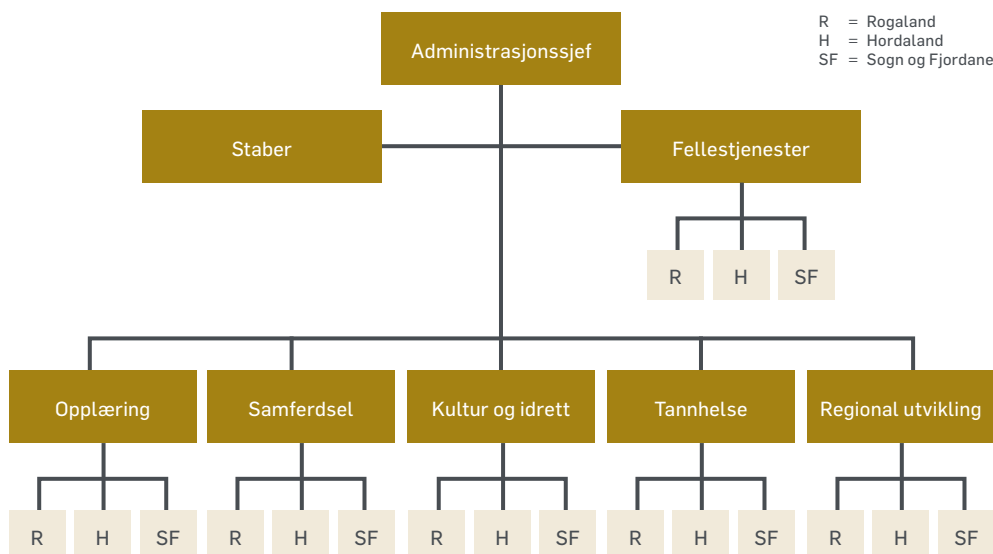 Administrasjonssjef
R = Rogaland
H = Hordaland
SF = Sogn og Fjordane
Staber
Fellestjenester
R H SF
Opplæring Samferdsel Kultur og idrett Tannhelse Regional utvikling
R H SF R H SF R H SF R H SF R H SF